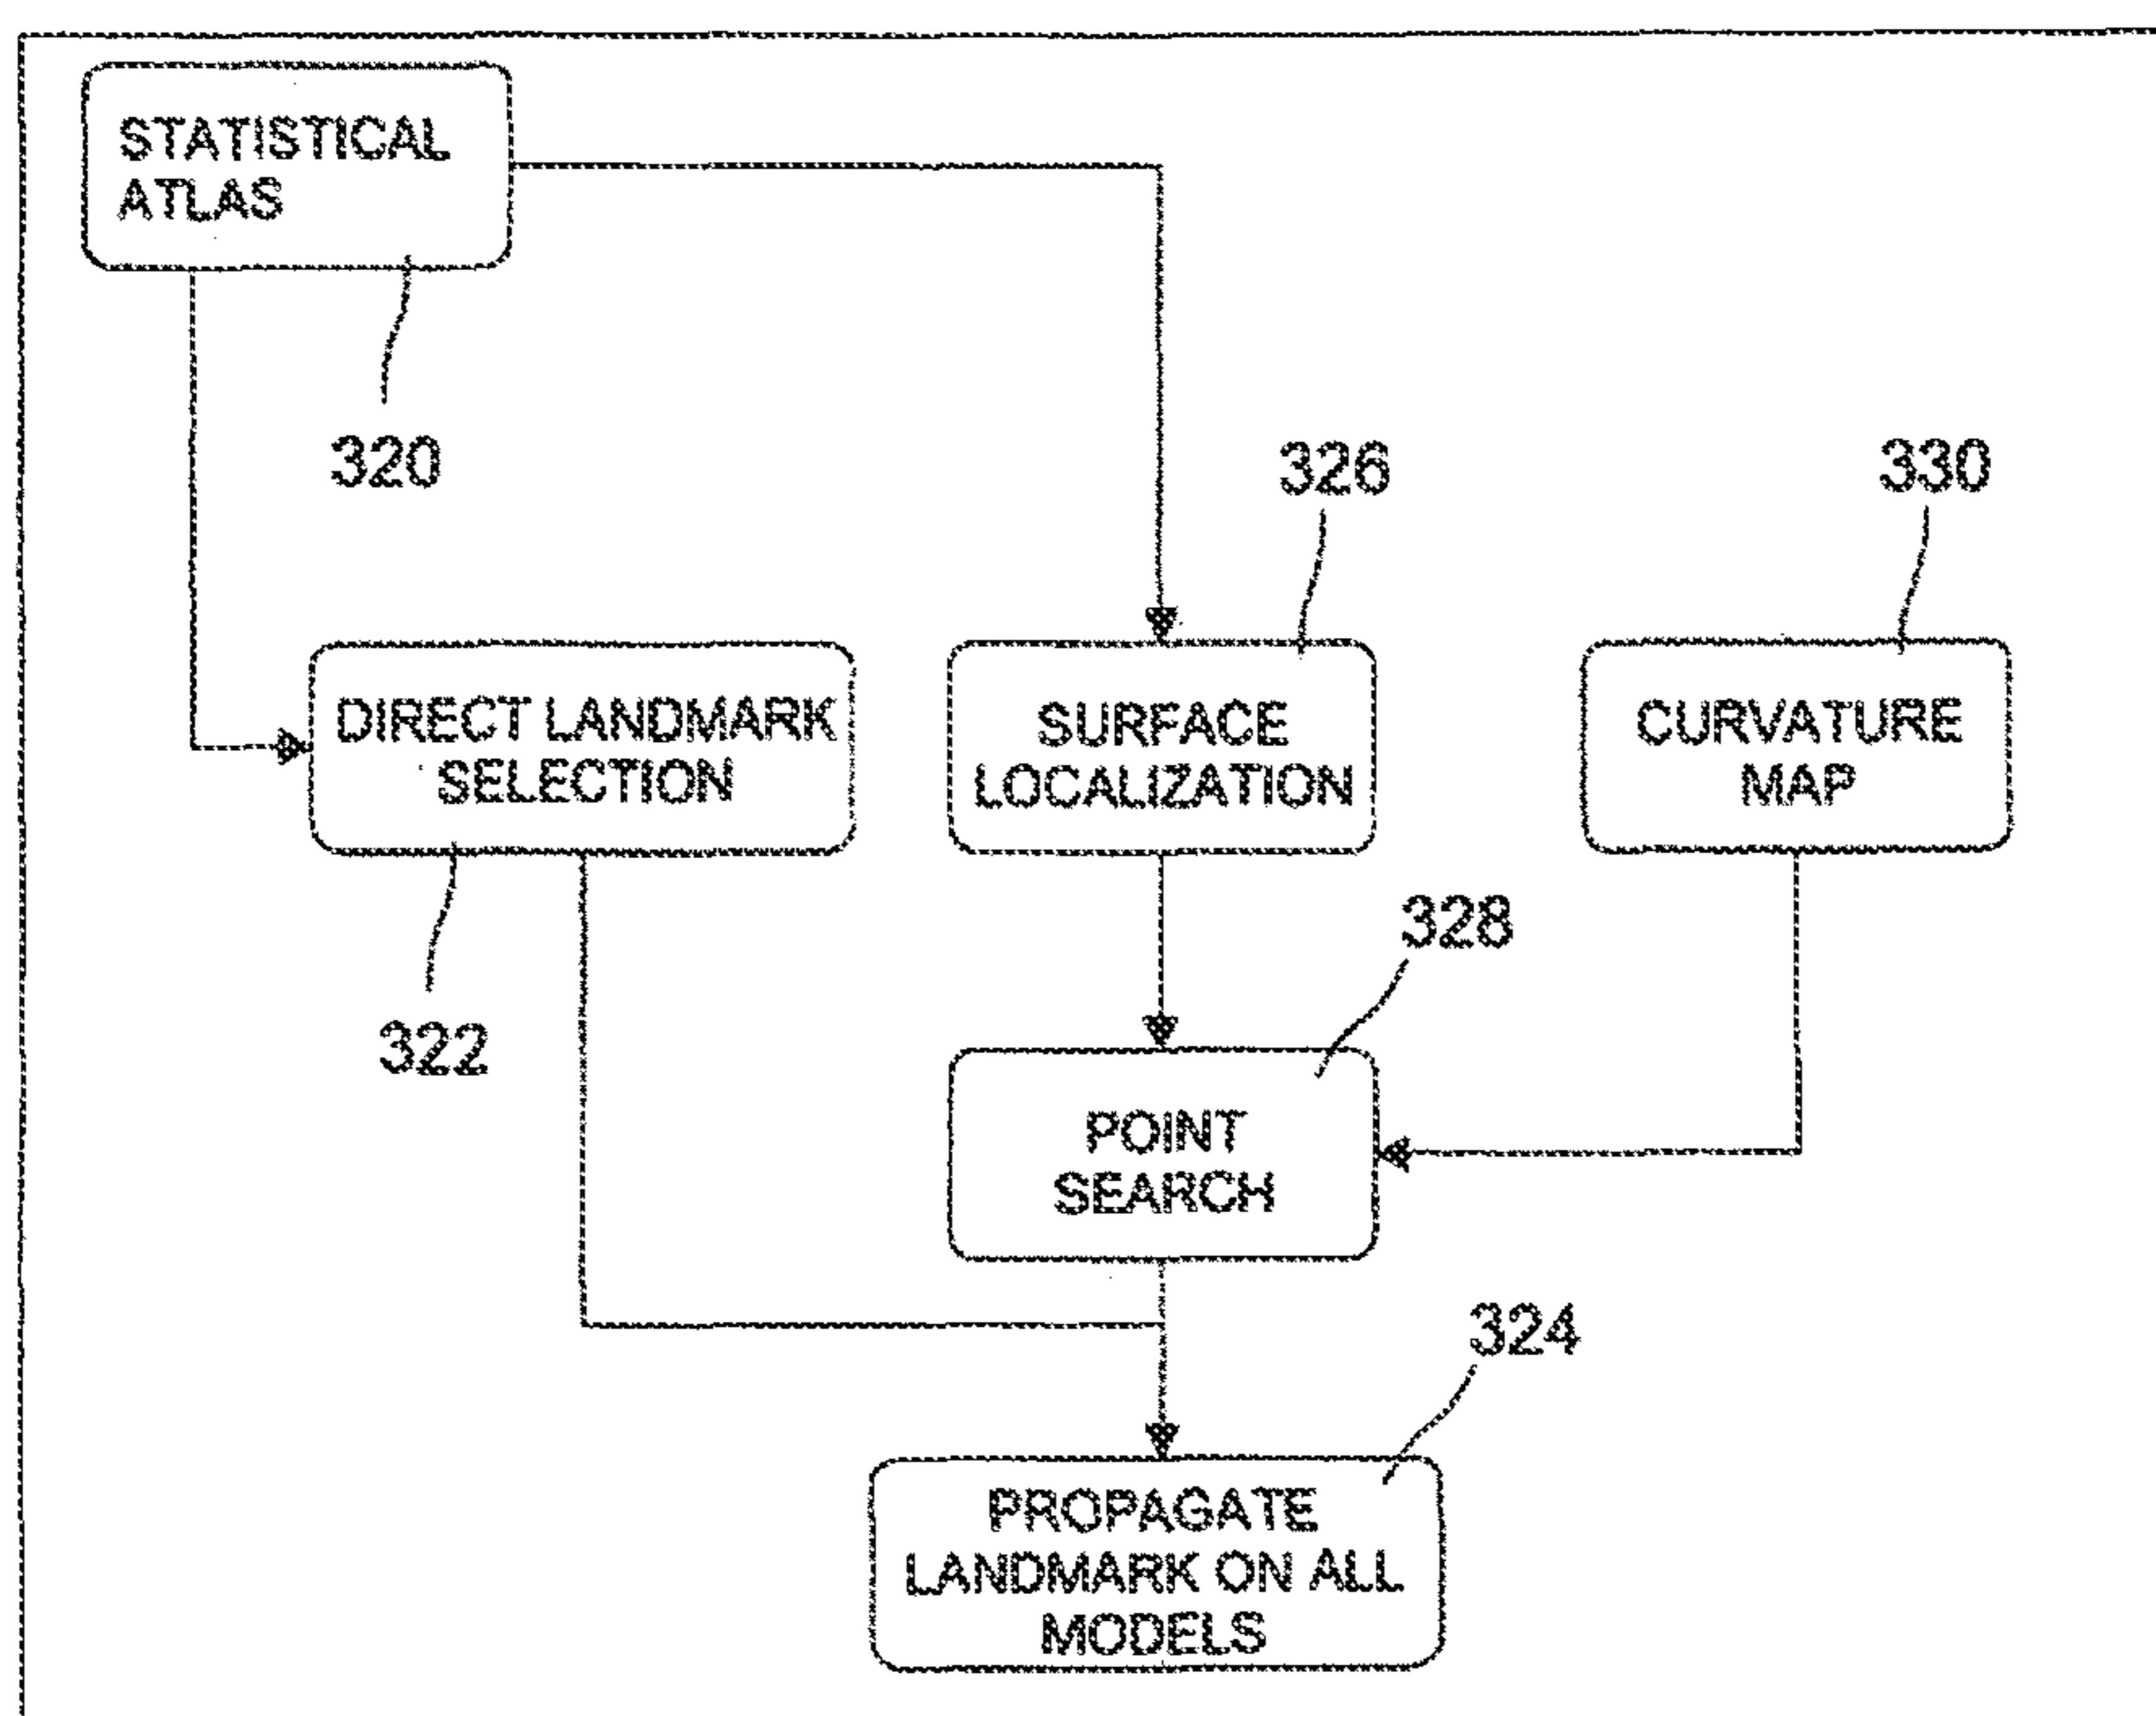 STATISTICAL
ATLAS
320
326
330
DIRECT LANDMARK
SELECTION
SURFACE
LOCALIZATION
CURVATURE
MAP
328
322
POINT
SEARCH
324
PROPAGATE
LANDMARK ON ALL
MODELS